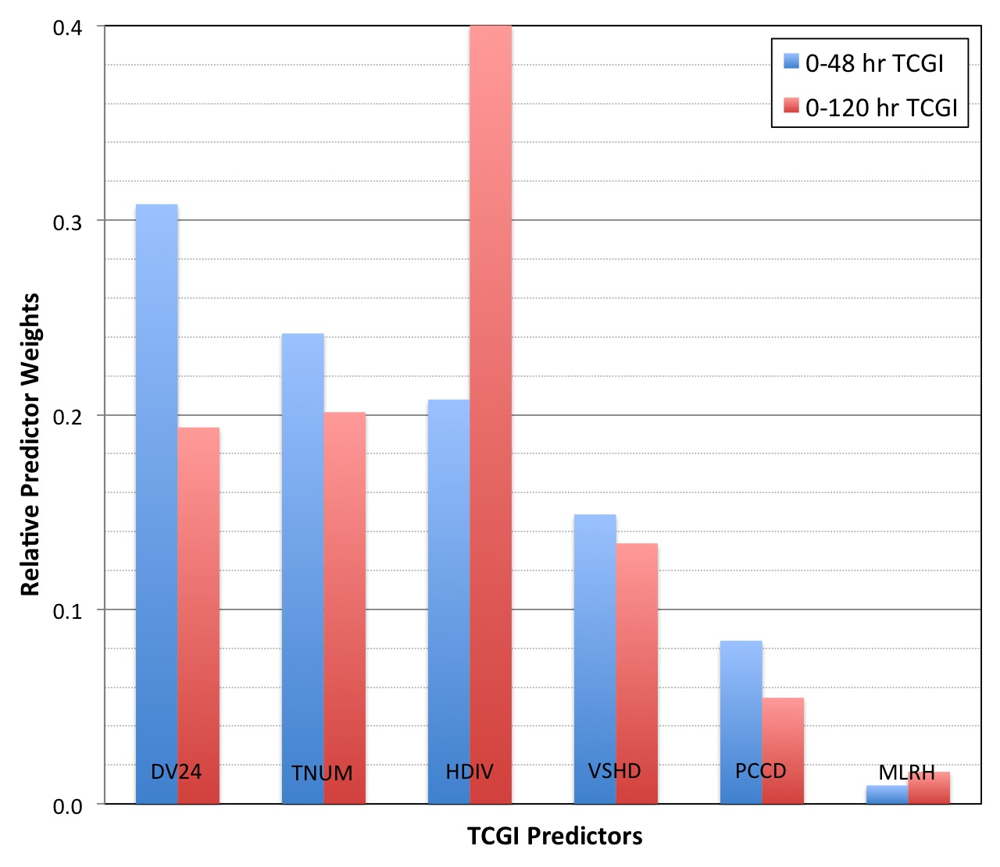 0.4
0.3
0.2
0.1
0.0
Relative Predictor Weights
0-48 hr TCGI
0-120 hr TCGI
DV24
TNUM
HDIV
VSHD
PCCD
MLRH
TCGI Predictors